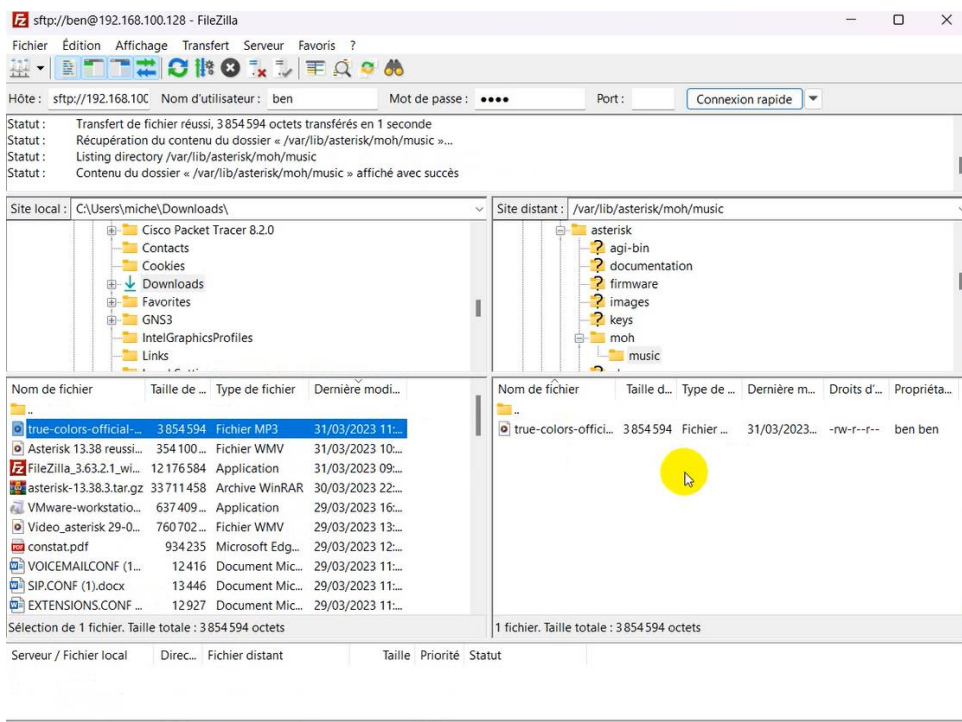 sftp://ben@192.168.100.128 - FileZilla
Fichier Édition Affichage Transfert Serveur Favoris ?
Hôte : sftp://192.168.10C Nom d'utilisateur : ben Mot de passe : •••• Port : Connexion rapide
Statut : Transfert de fichier réussi, 3 854 594 octets transférés en 1 seconde
Statut : Récupération du contenu du dossier « /var/lib/asterisk/moh/music »...
Statut : Listing directory /var/lib/asterisk/moh/music
Statut : Contenu du dossier « /var/lib/asterisk/moh/music » affiché avec succès
Site local : C:\Users\miche\Downloads\
Cisco Packet Tracer 8.2.0
Contacts
Cookies
Downloads
Favorites
GNS3
IntelGraphicsProfiles
Links
Site distant : /var/lib/asterisk/moh/music
asterisk
agi-bin
documentation
firmware
images
keys
moh
music
Nom de fichier Taille de ... Type de fichier Dernière modi...
..
true-colors-official-... 3 854 594 Fichier MP3 31/03/2023 11:...
Asterisk 13.38 reussi... 354 100 ... Fichier WMV 31/03/2023 10:...
FileZilla_3.63.2.1_wi... 12 176 584 Application 31/03/2023 09:...
asterisk-13.38.3.tar.gz 33 711 458 Archive WinRAR 30/03/2023 22:...
VMware-workstatio... 637 409 ... Application 29/03/2023 16:...
Video_asterisk 29-0... 760 702 ... Fichier WMV 29/03/2023 13:...
constat.pdf 934 235 Microsoft Edg... 29/03/2023 12:...
VOICEMAILCONF (1... 12 416 Document Mic... 29/03/2023 11:...
SIP.CONF (1).docx 13 446 Document Mic... 29/03/2023 11:...
EXTENSIONS.CONF ... 12 927 Document Mic... 29/03/2023 11:...
Sélection de 1 fichier. Taille totale : 3 854 594 octets
Nom de fichier Taille d... Type de ... Dernière m... Droits d'... Propriéta...
..
true-colors-offici... 3 854 594 Fichier ... 31/03/2023... -rw-r--r-- ben ben
1 fichier. Taille totale : 3 854 594 octets
Serveur / Fichier local Direc... Fichier distant Taille Priorité Statut